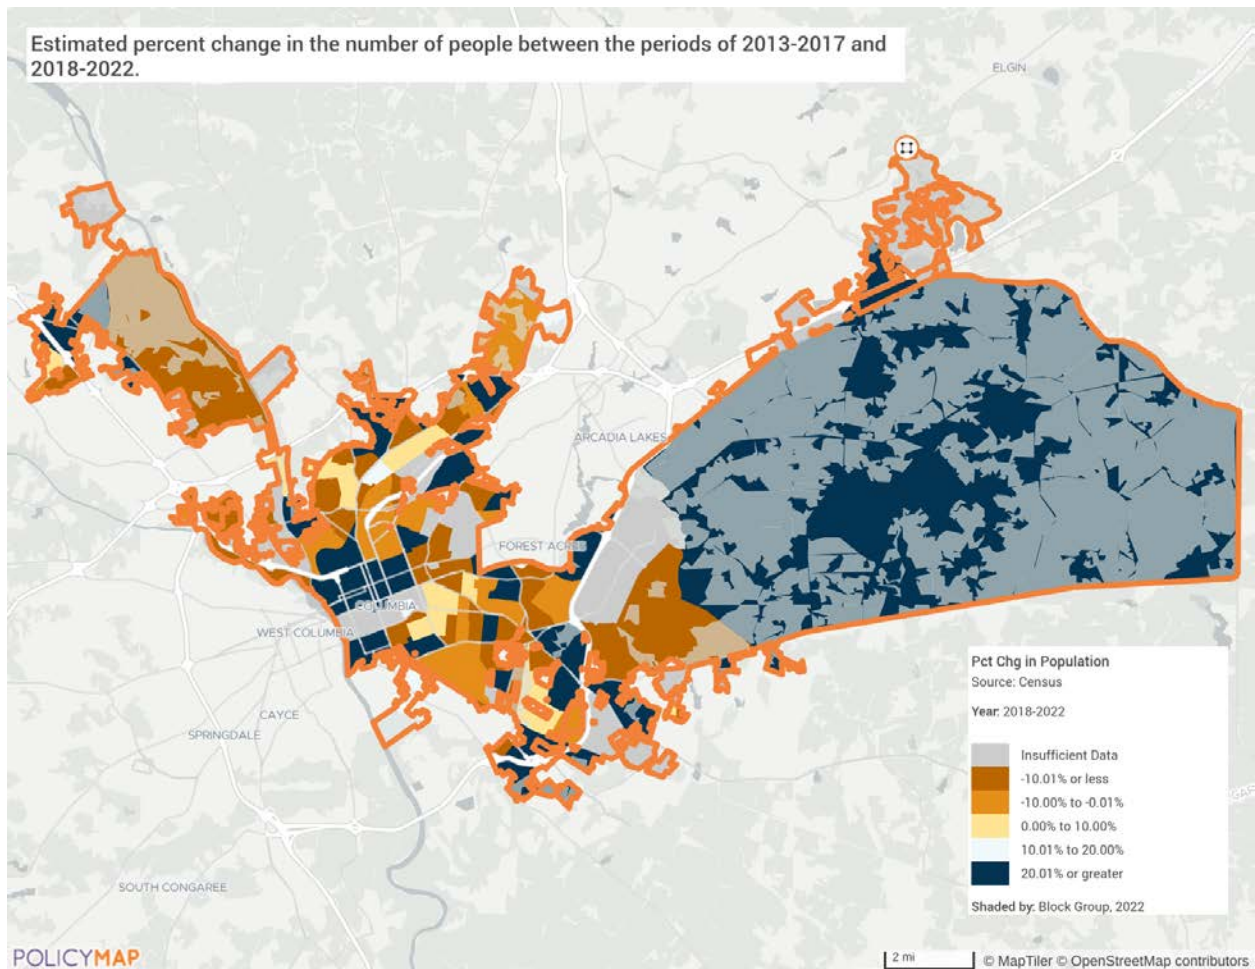 Estimated percent change in the number of people between the periods of 2013-2017 and
2018-2022.
ELGIN
ARCADIA LAKES
FOREST ACRES
COLUMBIA
WEST COLUMBIA
CAYCE
SPRINGDALE
SOUTH CONGAREE
Pct Chg in Population
Source: Census
Year: 2018-2022
Insufficient Data
-10.01% or less
-10.00% to -0.01%
0.00% to 10.00%
10.01% to 20.00%
20.01% or greater
Shaded by: Block Group, 2022
POLICYMAP
2 mi
© MapTiler © OpenStreetMap contributors